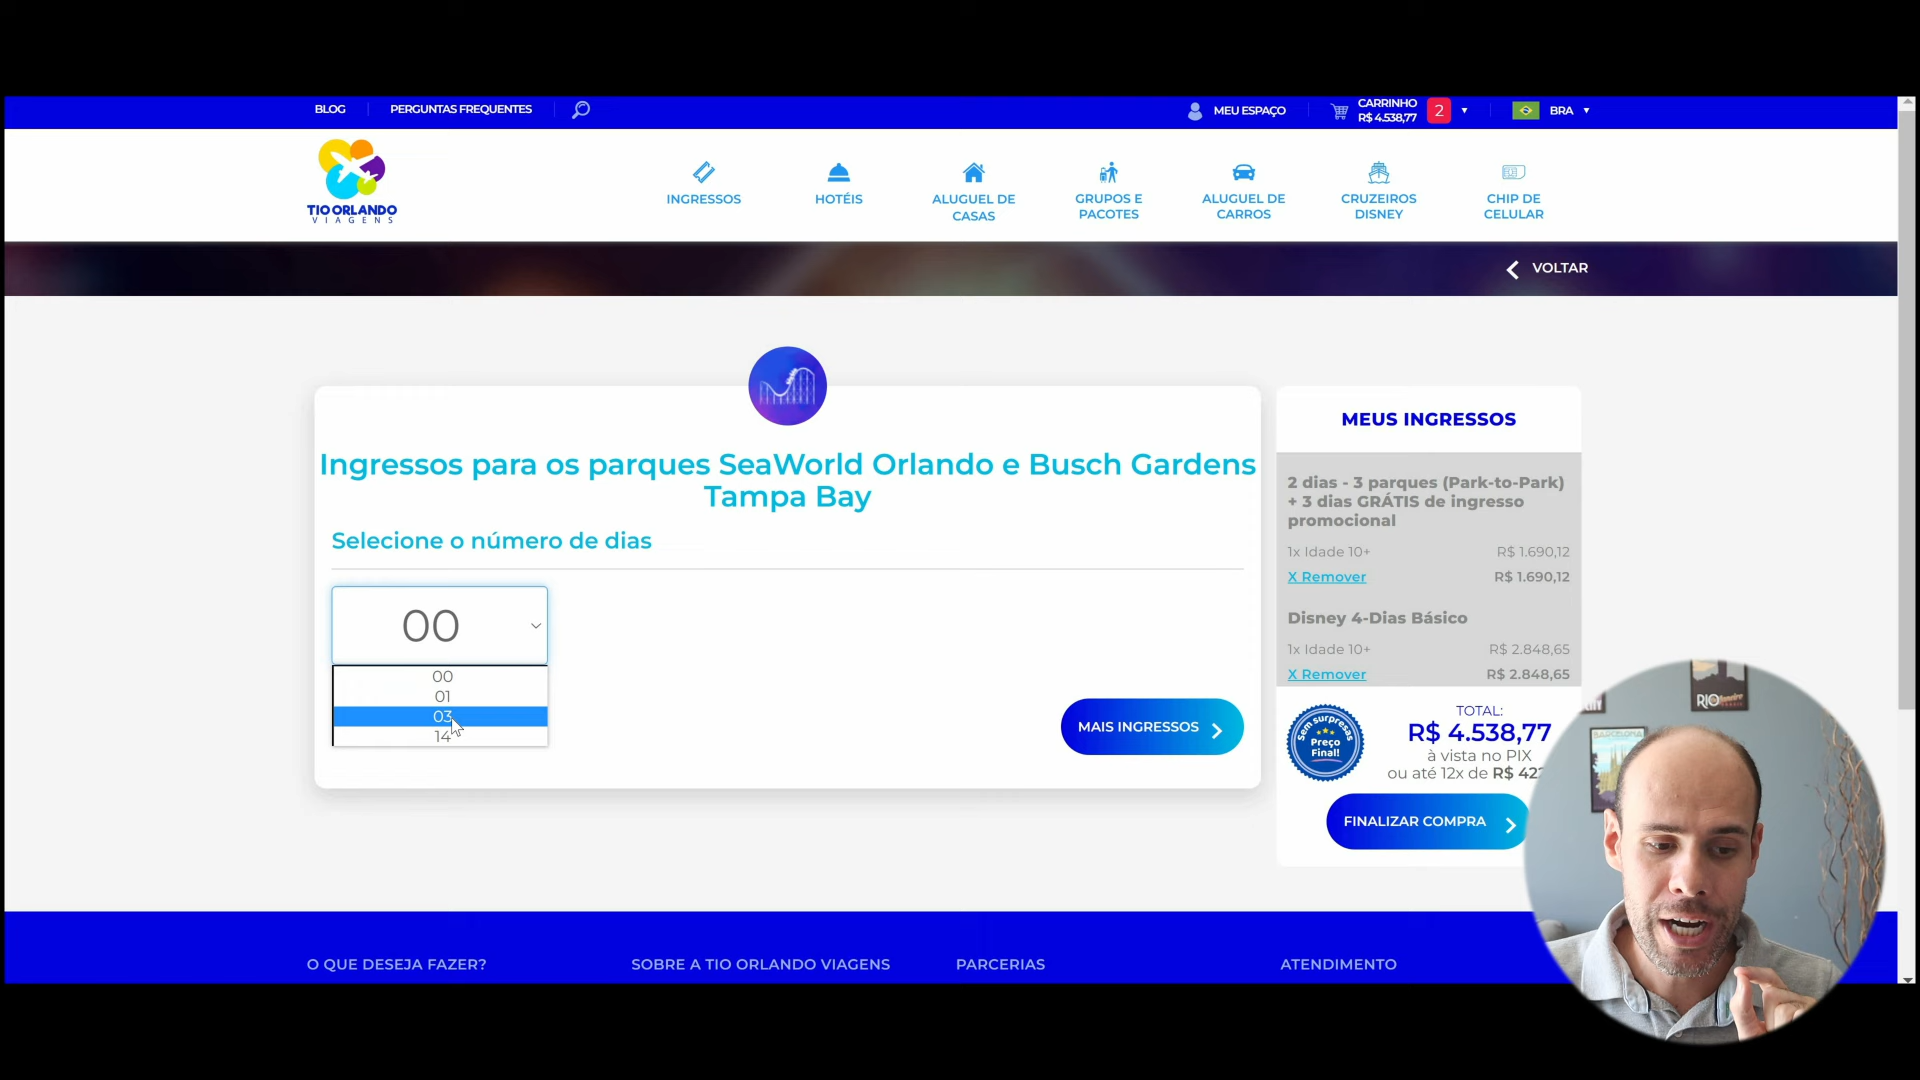 BLOG
PERGUNTAS FREQUENTES
MEU ESPAÇO
CARRINHO
R$ 4.538,77
2
BRA
TIO ORLANDO
VIAGENS
INGRESSOS
HOTÉIS
ALUGUEL DE
CASAS
GRUPOS E
PACOTES
ALUGUEL DE
CARROS
CRUZEIROS
DISNEY
CHIP DE
CELULAR
VOLTAR
Ingressos para os parques SeaWorld Orlando e Busch Gardens
Tampa Bay
Selecione o número de dias
00
00
01
03
14
MAIS INGRESSOS
MEUS INGRESSOS
2 dias - 3 parques (Park-to-Park)
+ 3 dias GRÁTIS de ingresso
promocional
1x Idade 10+ R$ 1.690,12
X Remover R$ 1.690,12
Disney 4-Dias Básico
1x Idade 10+ R$ 2.848,65
X Remover R$ 2.848,65
Sem surpresas
Preço
Final!
TOTAL:
R$ 4.538,77
à vista no PIX
ou até 12x de R$
FINALIZAR COMPRA
RIO
BARCELONA
O QUE DESEJA FAZER?
SOBRE A TIO ORLANDO VIAGENS
PARCERIAS
ATENDIMENTO